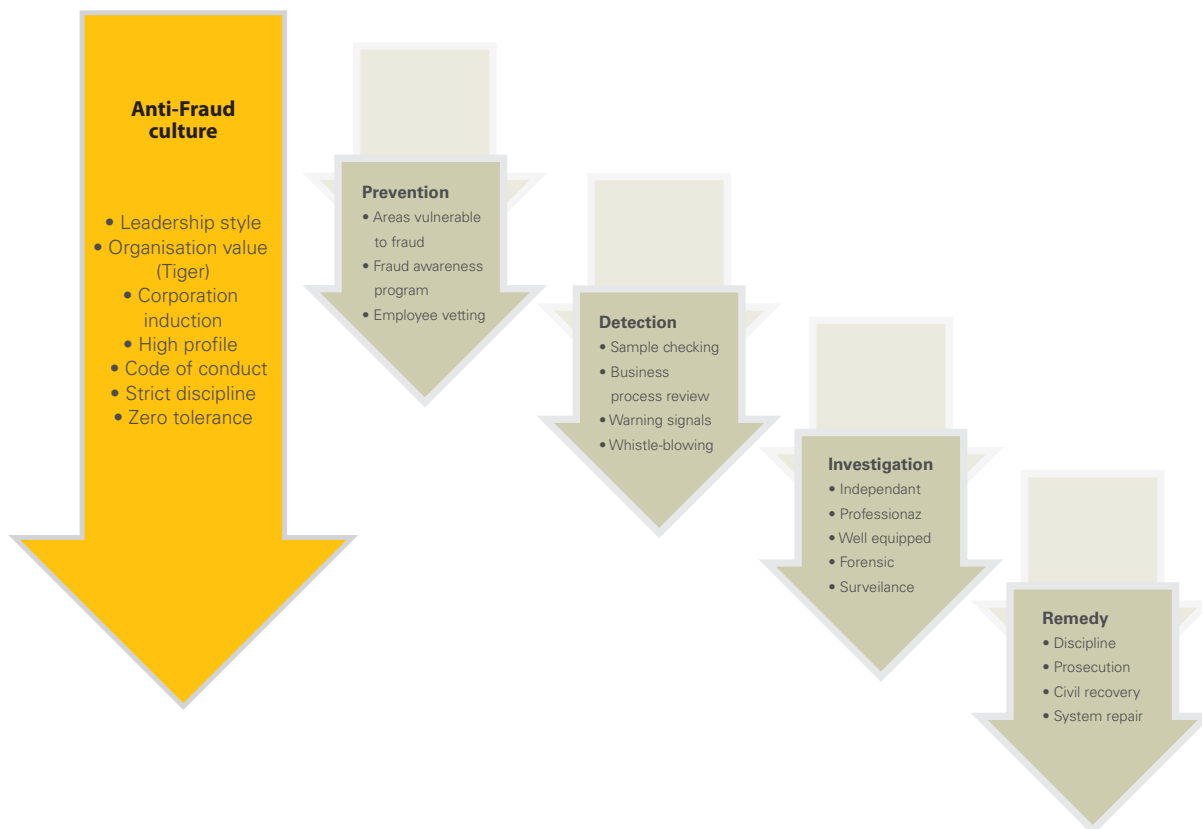 Anti-Fraud
culture
• Leadership style
• Organisation value
(Tiger)
• Corporation
induction
• High profile
• Code of conduct
• Strict discipline
• Zero tolerance
Prevention
• Areas vulnerable
to fraud
• Fraud awareness
program
• Employee vetting
Detection
• Sample checking
• Business
process review
• Warning signals
• Whistle-blowing
Investigation
• Independant
• Professionaz
• Well equipped
• Forensic
• Surveilance
Remedy
• Discipline
• Prosecution
• Civil recovery
• System repair